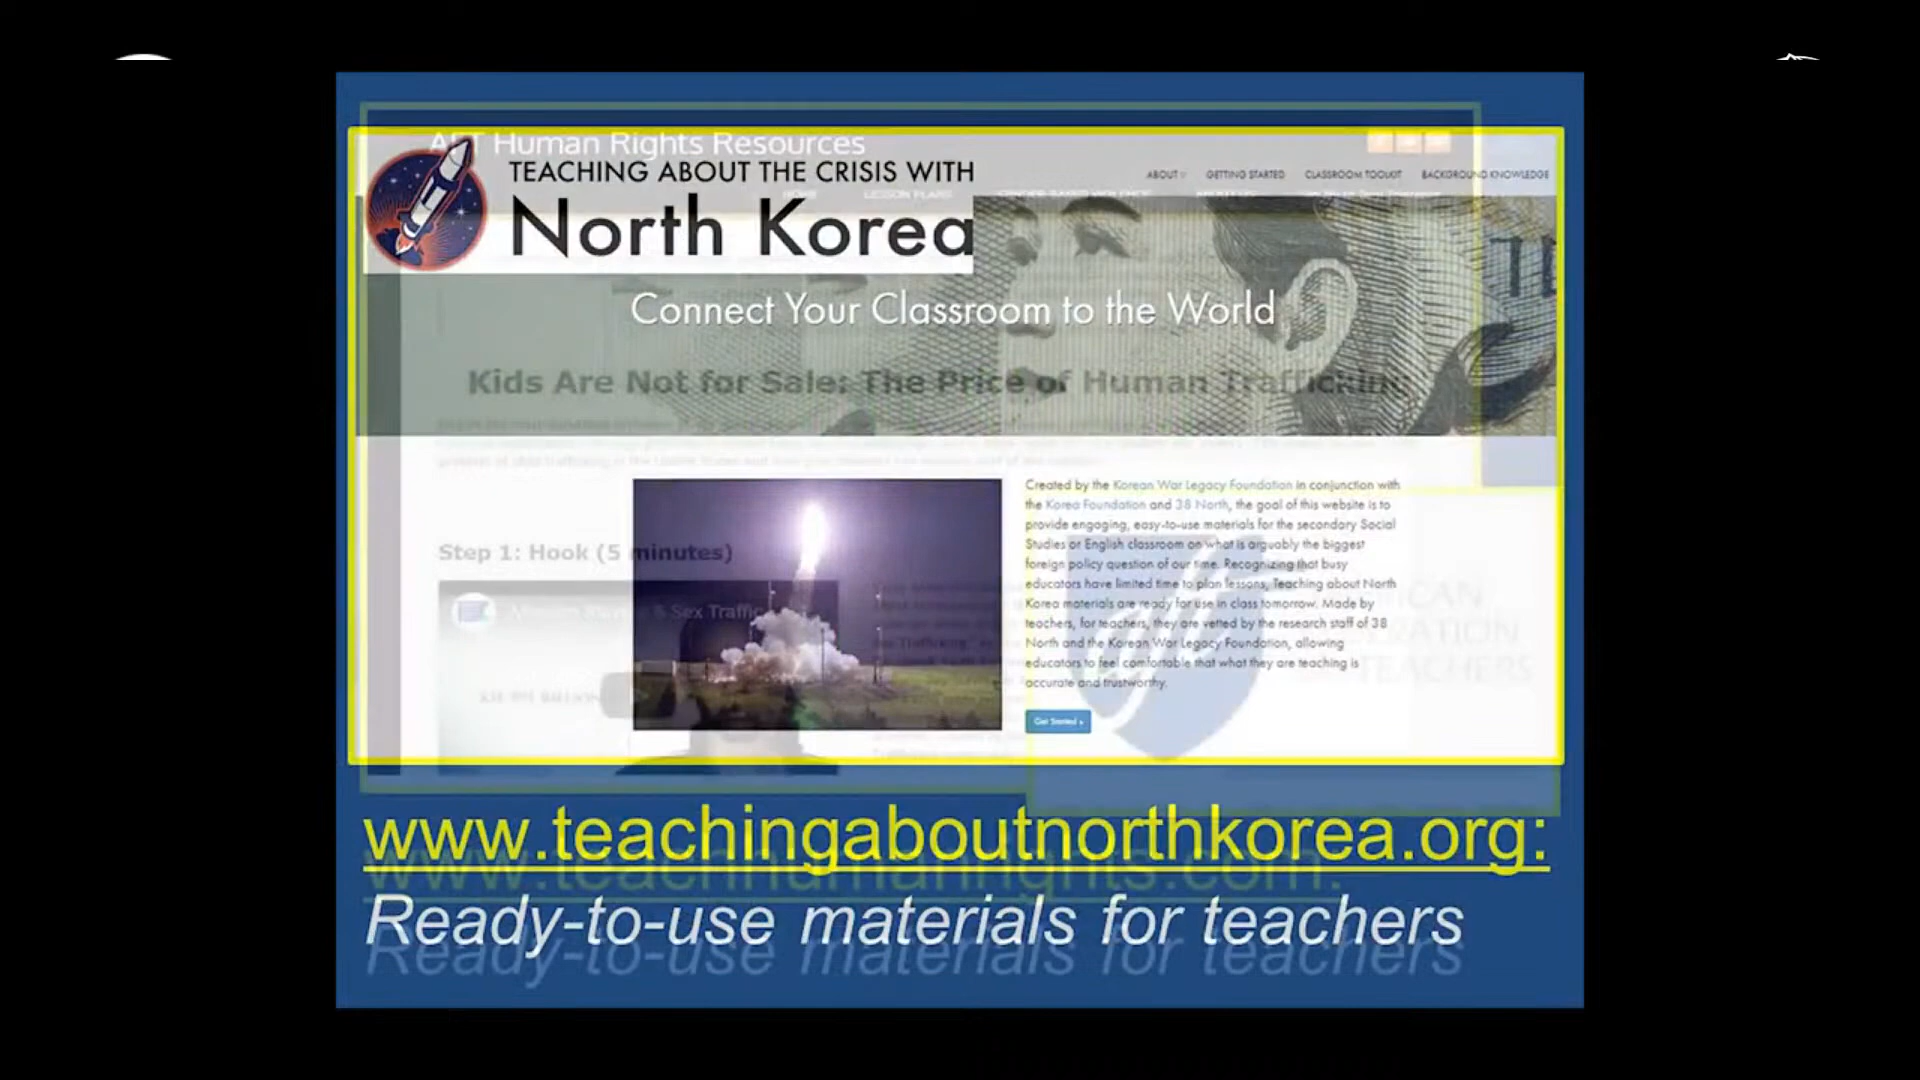 AFT Human Rights Resources
TEACHING ABOUT THE CRISIS WITH
North Korea
ABOUT
GETTING STARTED
CLASSROOM TOOLKIT
BACKGROUND KNOWLEDGE
HOME
LESSON PLANS
Connect Your Classroom to the World
Kids Are Not for Sale: The Price of Human Trafficking
Step 1: Hook (5 minutes)
Created by the Korean War Legacy Foundation in conjunction with
the Korea Foundation and 38 North, the goal of this website is to
provide engaging, easy-to-use materials for the secondary Social
Studies or English classroom on what is arguably the biggest
foreign policy question of our time. Recognizing that busy
educators have limited time to plan lessons, Teaching about North
Korea materials are ready for use in class tomorrow. Made by
teachers, for teachers, they are vetted by the research staff of 38
North and the Korean War Legacy Foundation, allowing
educators to feel comfortable that what they are teaching is
accurate and trustworthy.
Get Started »
TEACHERS
www.teachingaboutnorthkorea.org:
www.teachhumanrights.com:
Ready-to-use materials for teachers
Ready-to-use materials for teachers